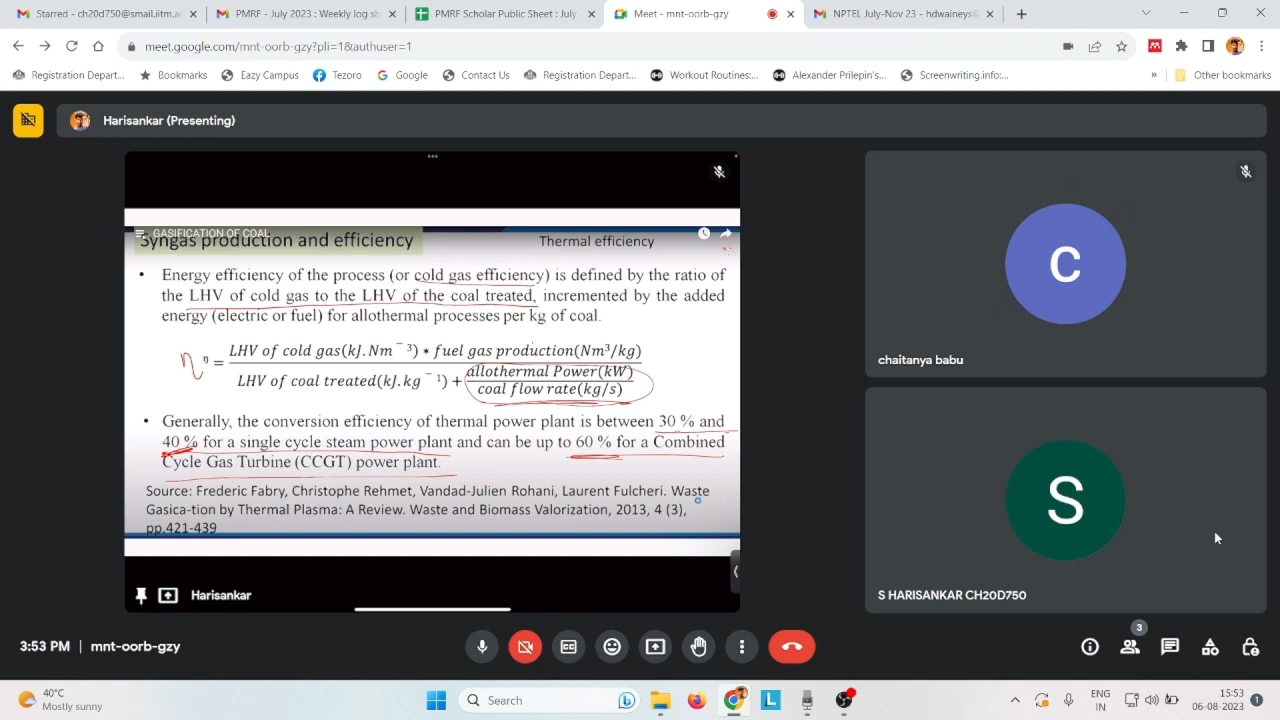 Starred - ch20d750@smail.iitm.ac
PMRF - July 2023 : Weekly log sh
PMRF Scholar Public Sheet : July
Meet - mnt-oorb-gzy
NPTEL July-Nov 23 - hdwaineys@
meet.google.com/mnt-oorb-gzy?pli=1&authuser=1
Registration Depart...
Bookmarks
Eazy Campus
Tezoro
Google
Contact Us
Registration Depart...
Workout Routines:...
Alexander Prilepin's...
Screenwriting.info:...
»
Other bookmarks
Harisankar (Presenting)
GASIFICATION OF COAL
Syngas production and efficiency
Thermal efficiency
• Energy efficiency of the process (or cold gas efficiency) is defined by the ratio of
the LHV of cold gas to the LHV of the coal treated, incremented by the added
energy (electric or fuel) for allothermal processes per kg of coal.
η η = LHV of cold gas(kJ.Nm⁻³) * fuel gas production(Nm³/kg)
LHV of coal treated(kJ.kg⁻¹) + allothermal Power(kW)
coal flow rate(kg/s)
• Generally, the conversion efficiency of thermal power plant is between 30 % and
40 % for a single cycle steam power plant and can be up to 60 % for a Combined
Cycle Gas Turbine (CCGT) power plant.
Source: Frederic Fabry, Christophe Rehmet, Vandad-Julien Rohani, Laurent Fulcheri. Waste
Gasica-tion by Thermal Plasma: A Review. Waste and Biomass Valorization, 2013, 4 (3),
pp.421-439
Harisankar
C
chaitanya babu
S
S HARISANKAR CH20D750
3:53 PM | mnt-oorb-gzy
3
40°C
Mostly sunny
Search
L
ENG
IN
15:53
06-08-2023
1